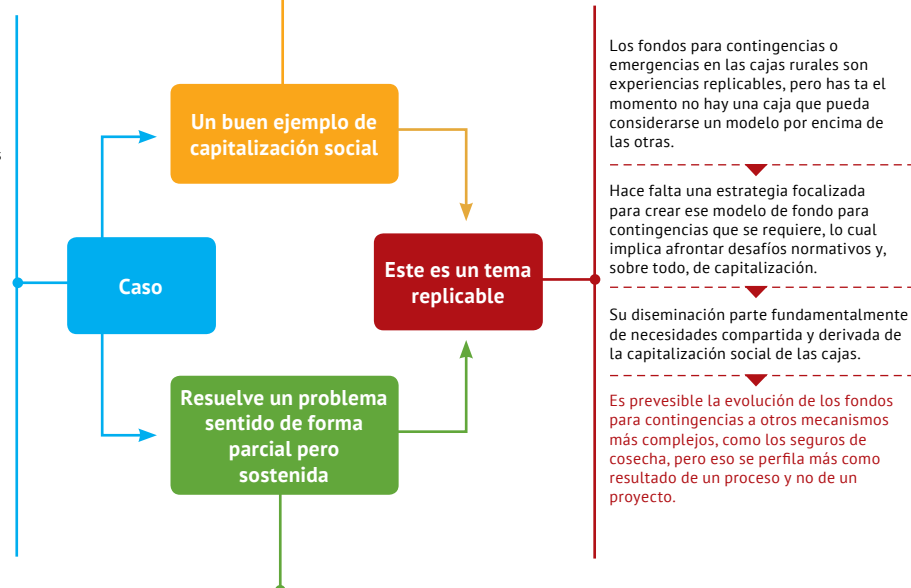 s
Caso
Un buen ejemplo de
capitalización social
Resuelve un problema
sentido de forma
parcial pero
sostenida
Este es un tema
replicable
Los fondos para contingencias o
emergencias en las cajas rurales son
experiencias replicables, pero has ta el
momento no hay una caja que pueda
considerarse un modelo por encima de
las otras.
Hace falta una estrategia focalizada
para crear ese modelo de fondo para
contingencias que se requiere, lo cual
implica afrontar desafíos normativos y,
sobre todo, de capitalización.
Su diseminación parte fundamentalmente
de necesidades compartida y derivada de
la capitalización social de las cajas.
Es prevesible la evolución de los fondos
para contingencias a otros mecanismos
más complejos, como los seguros de
cosecha, pero eso se perfila más como
resultado de un proceso y no de un
proyecto.